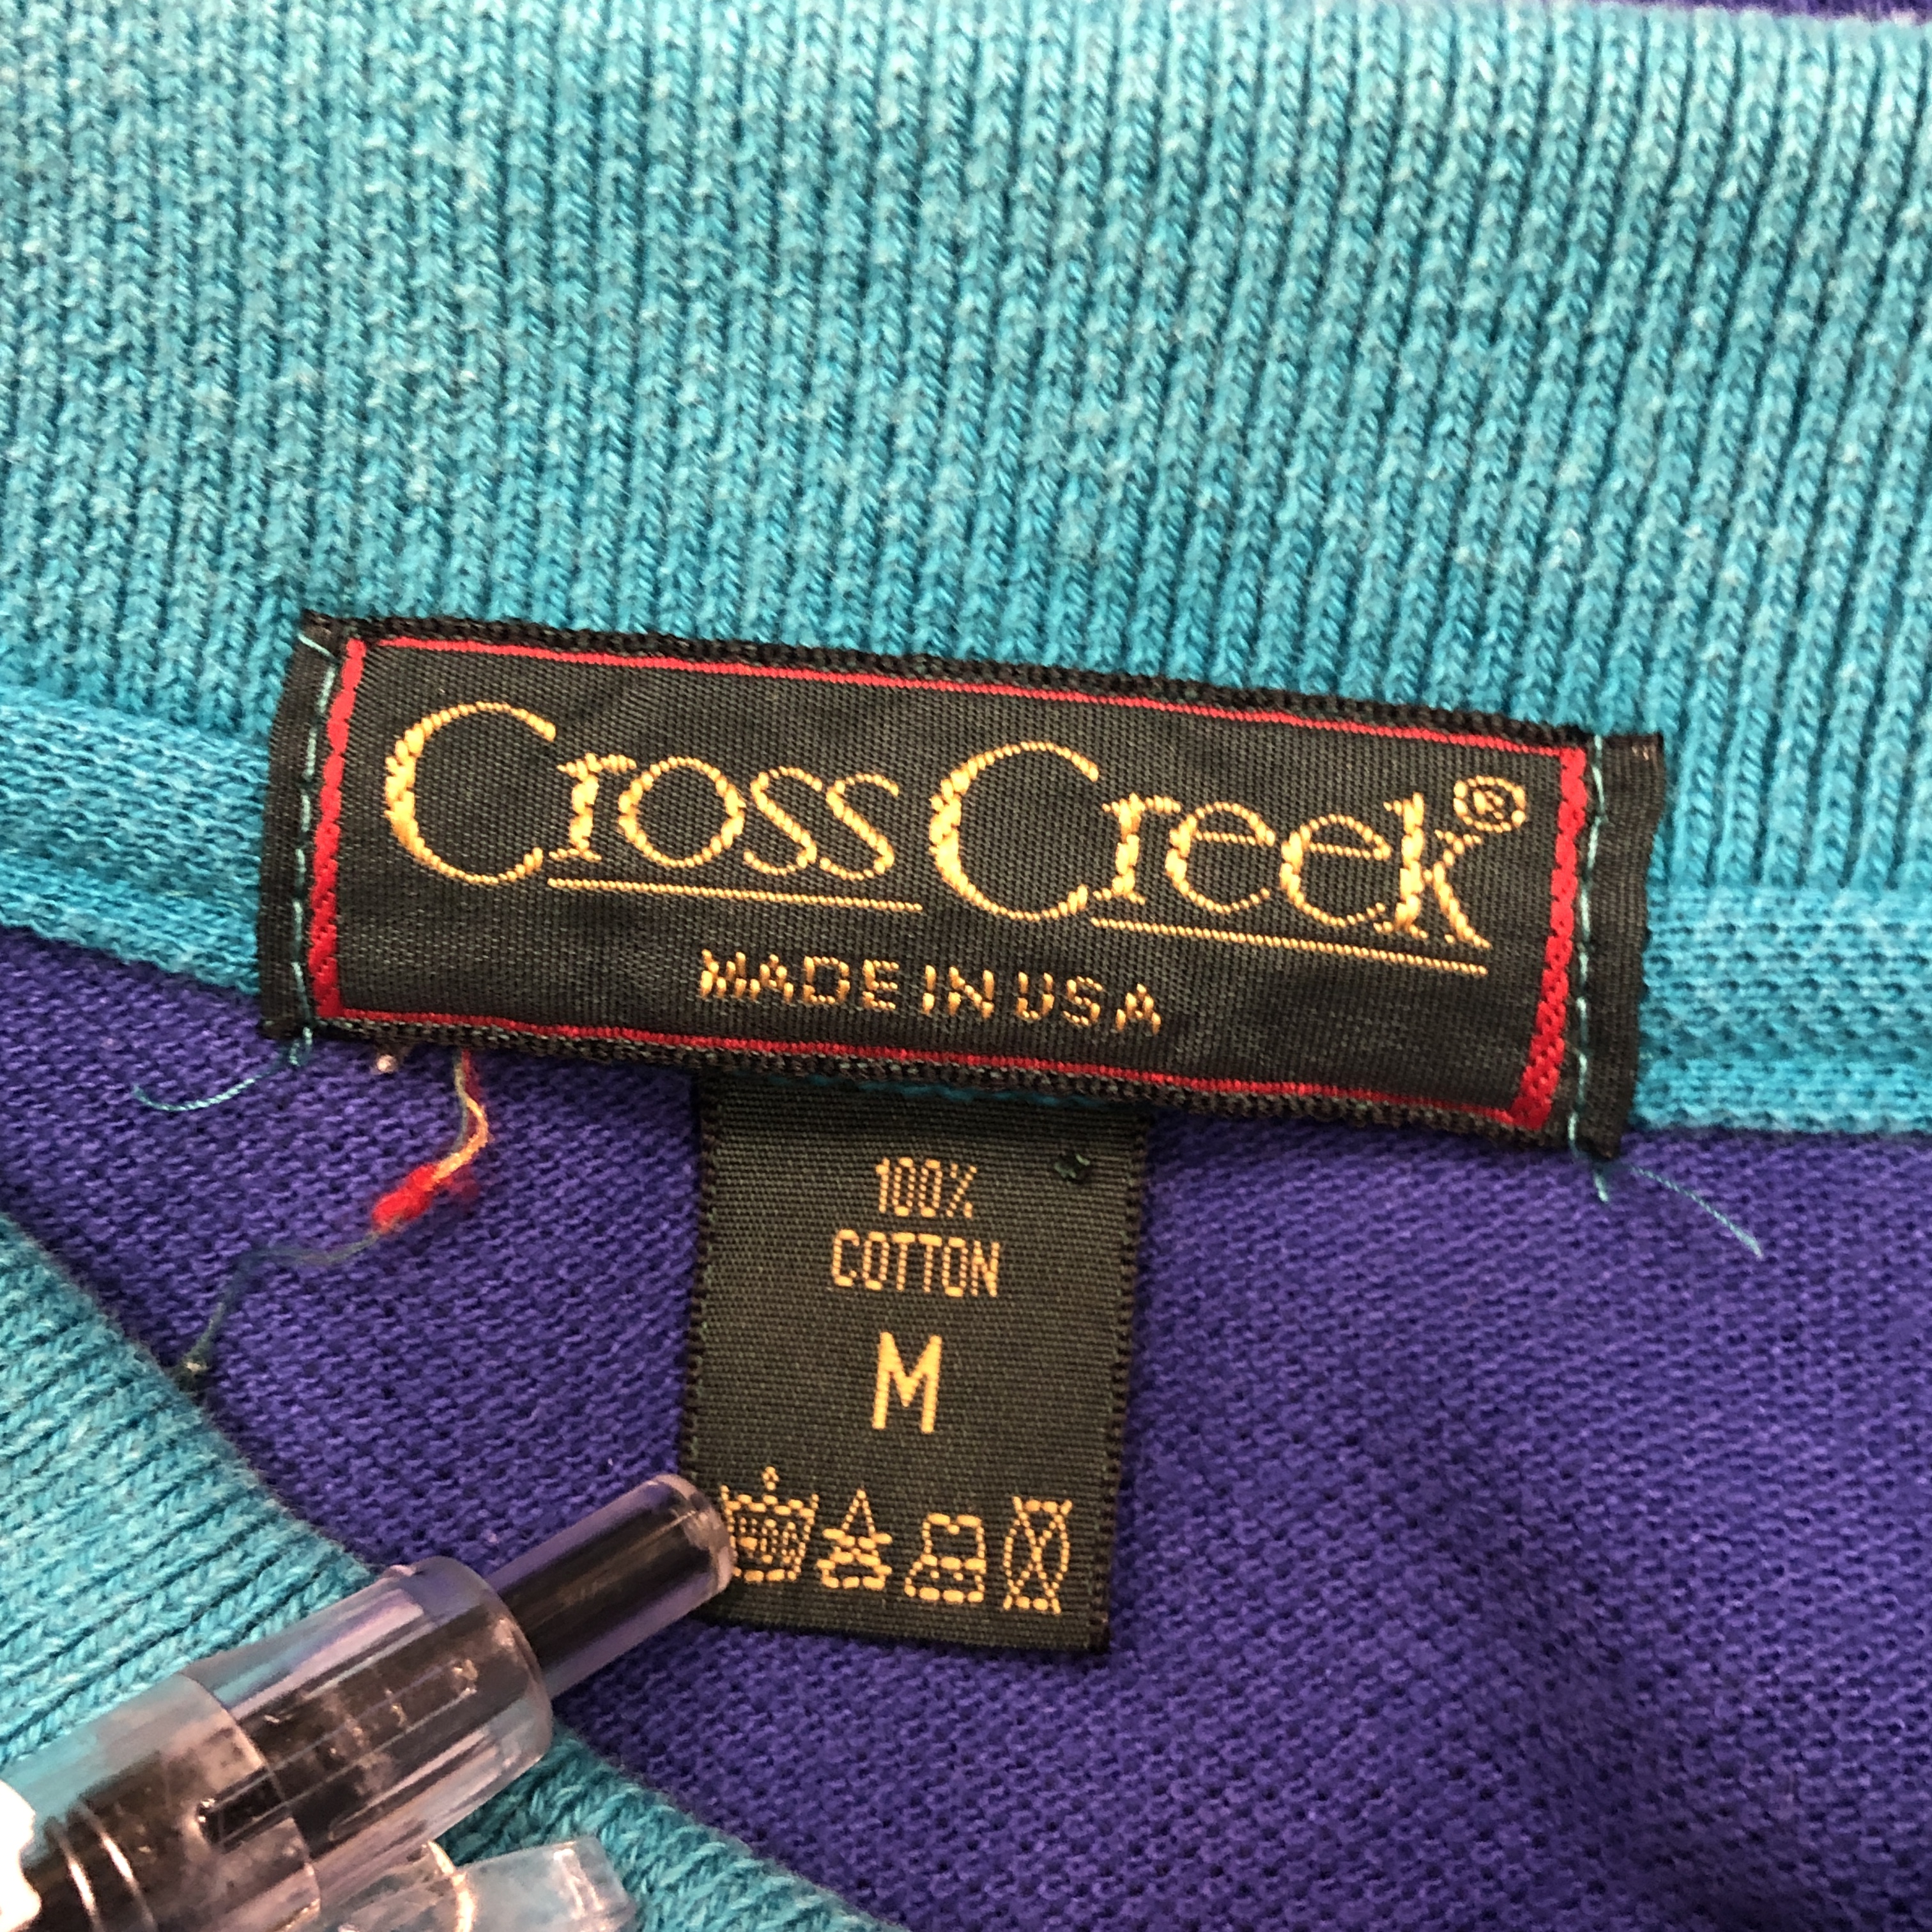 Cross Creek®
MADE IN USA
100%
COTTON
M